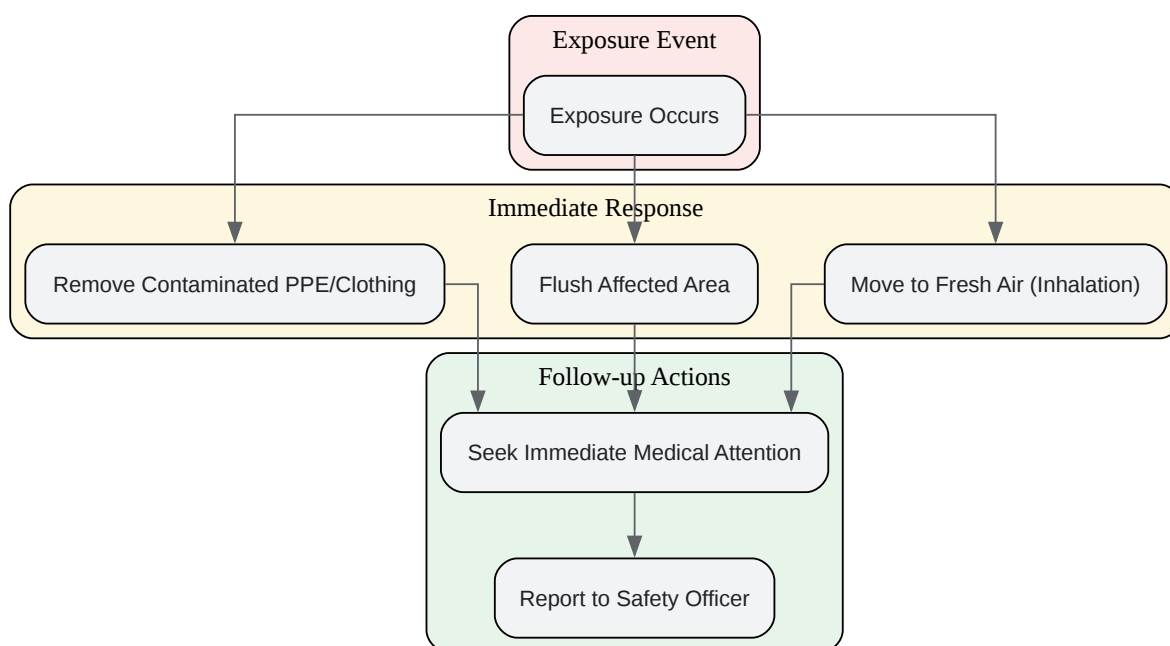 Exposure Event
Exposure Occurs
Immediate Response
Remove Contaminated PPE/Clothing
Flush Affected Area
Move to Fresh Air (Inhalation)
Follow-up Actions
Seek Immediate Medical Attention
Report to Safety Officer